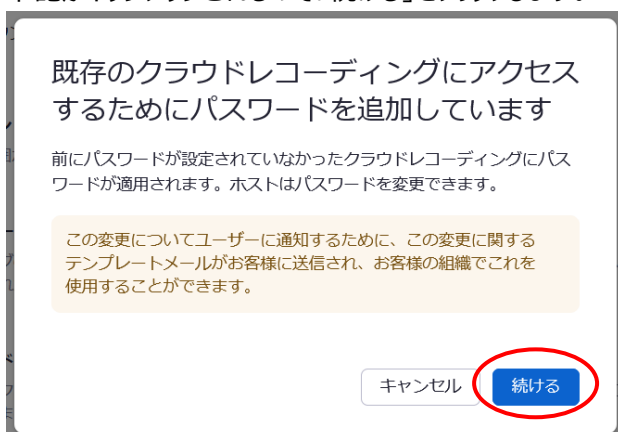 既存のクラウドレコーディングにアクセス
するためにパスワードを追加しています
前にパスワードが設定されていなかったクラウドレコーディングにパス
ワードが適用されます。ホストはパスワードを変更できます。
この変更についてユーザーに通知するために、この変更に関する
テンプレートメールがお客様に送信され、お客様の組織でこれを
使用することができます。
キャンセル
続ける